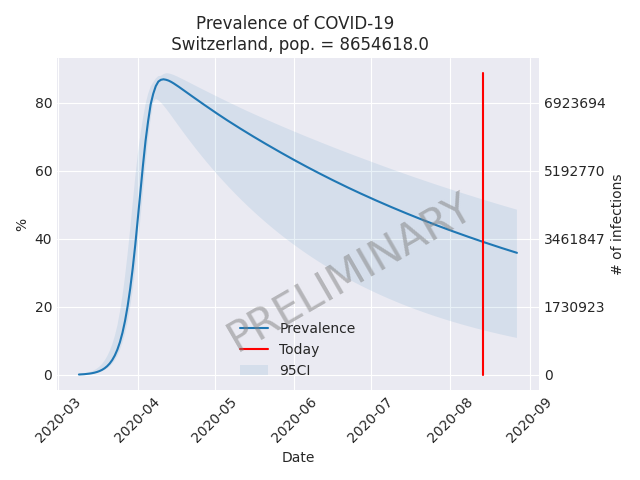 Prevalence of COVID-19
Switzerland, pop. = 8654618.0
%
80
60
40
20
0
6923694
5192770
3461847
1730923
0
# of infections
PRELIMINARY
Prevalence
Today
95CI
2020-03
2020-04
2020-05
2020-06
2020-07
2020-08
2020-09
Date